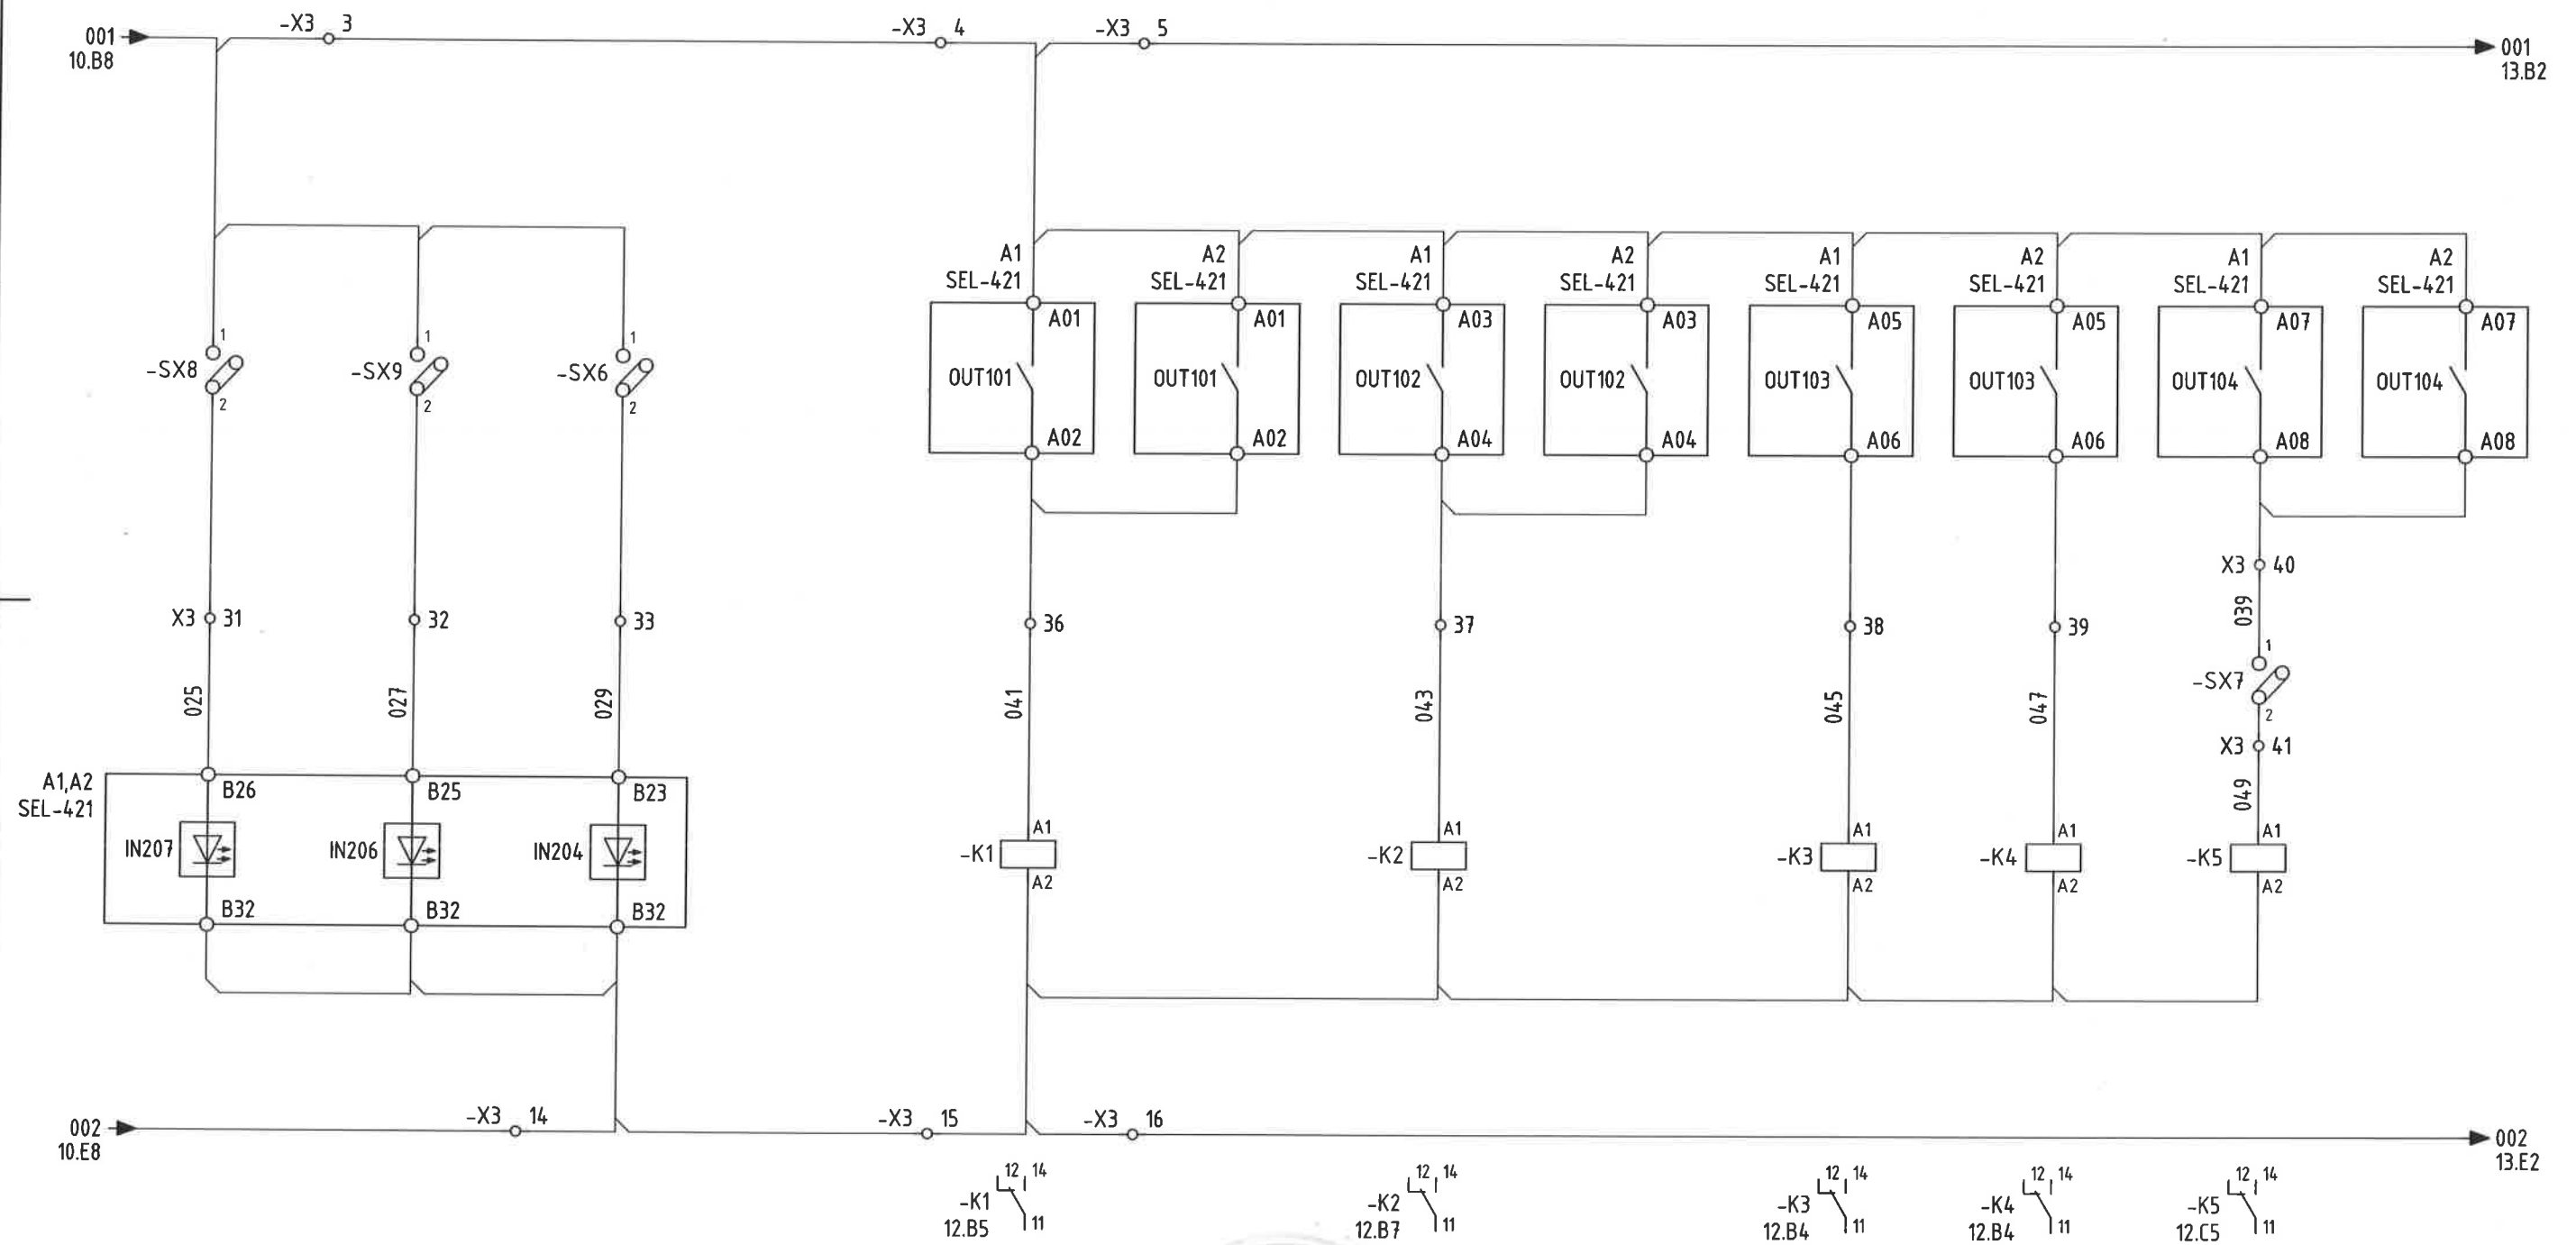 -X3 3
-X3 4
-X3 5
001
10.B8
001
13.B2
A1
SEL-421
A2
SEL-421
A1
SEL-421
A2
SEL-421
A1
SEL-421
A2
SEL-421
A1
SEL-421
A2
SEL-421
A01
A01
A03
A03
A05
A05
A07
A07
1
-SX8
2
1
-SX9
2
1
-SX6
2
OUT101
OUT101
OUT102
OUT102
OUT103
OUT103
OUT104
OUT104
A02
A02
A04
A04
A06
A06
A08
A08
X3 40
039
X3 31
32
33
36
37
38
39
1
-SX7
2
025
027
029
041
043
045
047
X3 41
049
A1,A2
SEL-421
B26
B25
B23
IN207
IN206
IN204
B32
B32
B32
A1
-K1
A2
A1
-K2
A2
A1
-K3
A2
A1
-K4
A2
A1
-K5
A2
002
10.E8
-X3 14
-X3 15
-X3 16
002
13.E2
12 14
-K1
12.B5
11
12 14
-K2
12.B7
11
12 14
-K3
12.B4
11
12 14
-K4
12.B4
11
12 14
-K5
12.C5
11